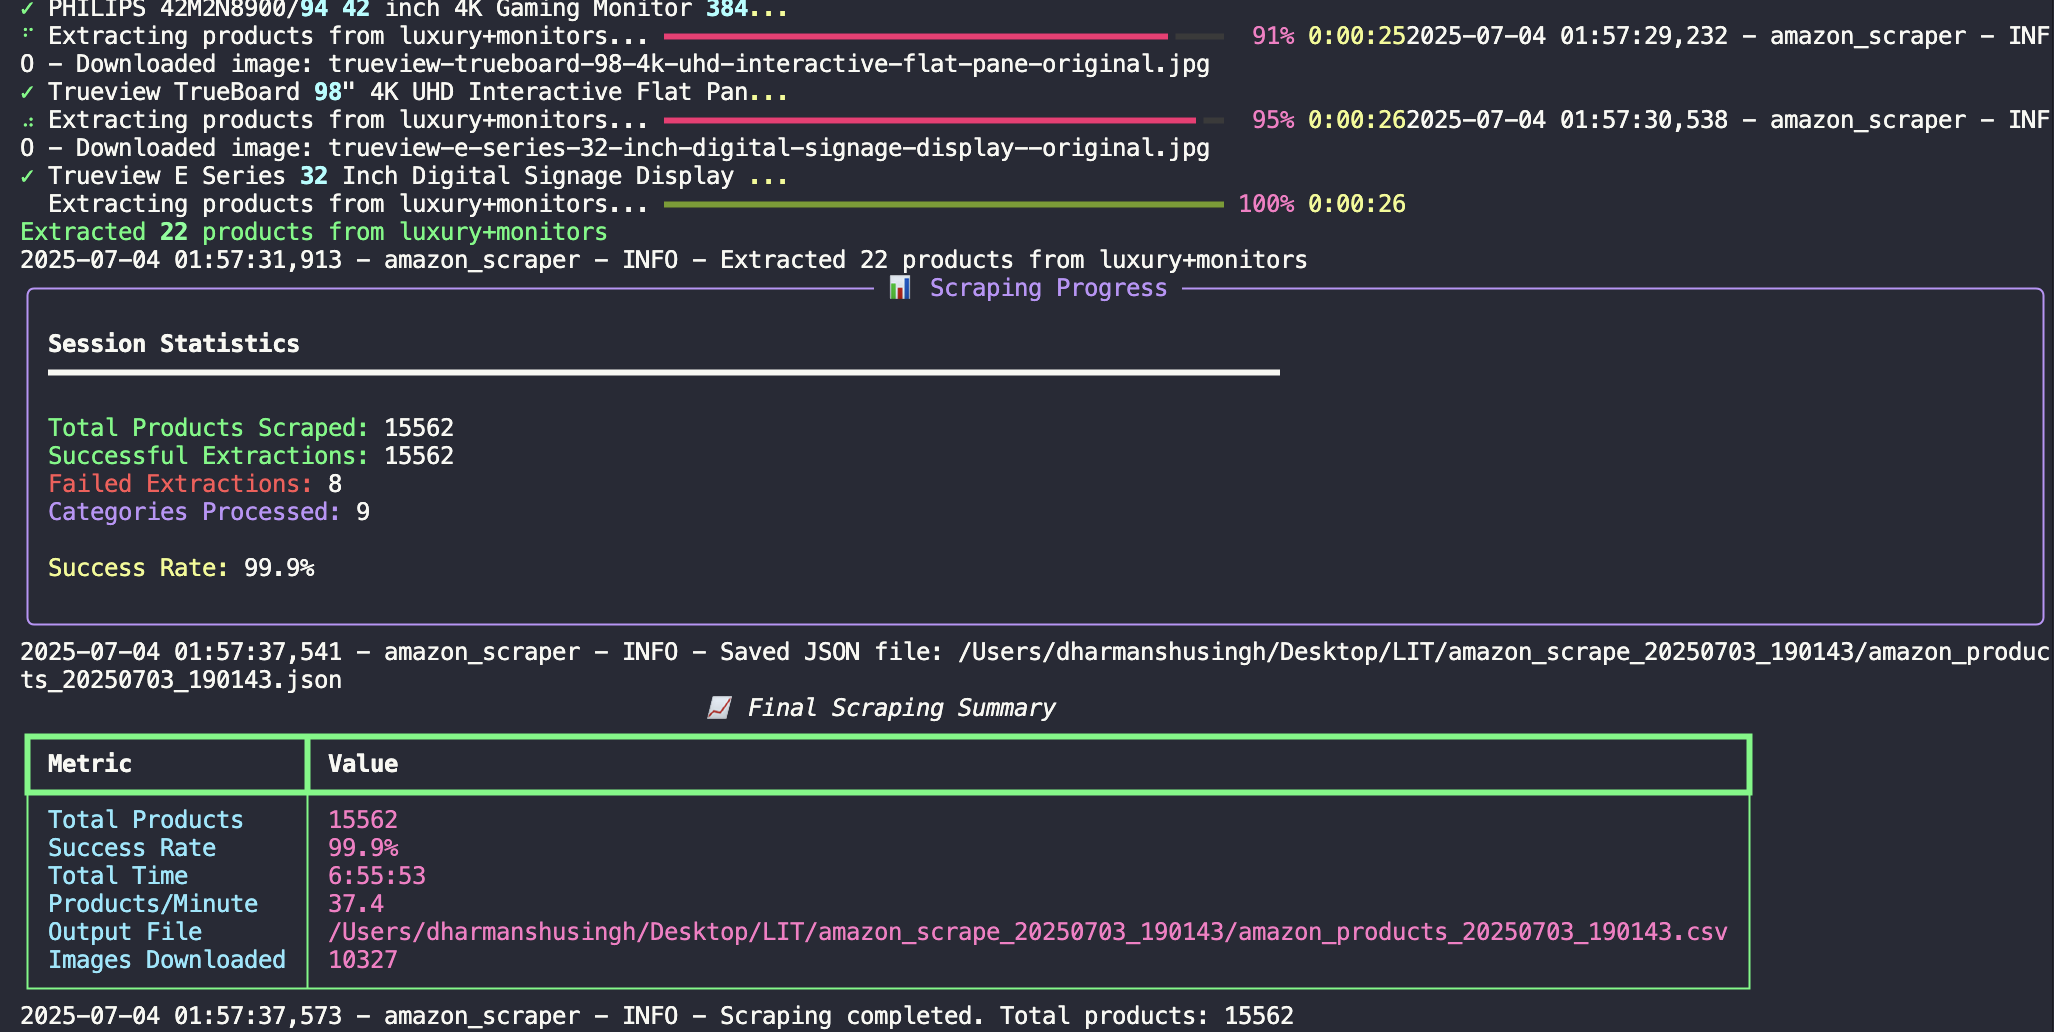 ✓ PHILIPS 42M2N8900/94 42 inch 4K Gaming Monitor 384...
Extracting products from luxury+monitors... 91% 0:00:252025-07-04 01:57:29,232 - amazon_scraper - INF
O - Downloaded image: trueview-trueboard-98-4k-uhd-interactive-flat-pane-original.jpg
✓ Trueview TrueBoard 98" 4K UHD Interactive Flat Pan...
Extracting products from luxury+monitors... 95% 0:00:262025-07-04 01:57:30,538 - amazon_scraper - INF
O - Downloaded image: trueview-e-series-32-inch-digital-signage-display--original.jpg
✓ Trueview E Series 32 Inch Digital Signage Display ...
Extracting products from luxury+monitors... 100% 0:00:26
Extracted 22 products from luxury+monitors
2025-07-04 01:57:31,913 - amazon_scraper - INFO - Extracted 22 products from luxury+monitors
📊 Scraping Progress
Session Statistics
Total Products Scraped: 15562
Successful Extractions: 15562
Failed Extractions: 8
Categories Processed: 9
Success Rate: 99.9%
2025-07-04 01:57:37,541 - amazon_scraper - INFO - Saved JSON file: /Users/dharmanshusingh/Desktop/LIT/amazon_scrape_20250703_190143/amazon_produc
ts_20250703_190143.json
📈 Final Scraping Summary
Metric Value
Total Products 15562
Success Rate 99.9%
Total Time 6:55:53
Products/Minute 37.4
Output File /Users/dharmanshusingh/Desktop/LIT/amazon_scrape_20250703_190143/amazon_products_20250703_190143.csv
Images Downloaded 10327
2025-07-04 01:57:37,573 - amazon_scraper - INFO - Scraping completed. Total products: 15562